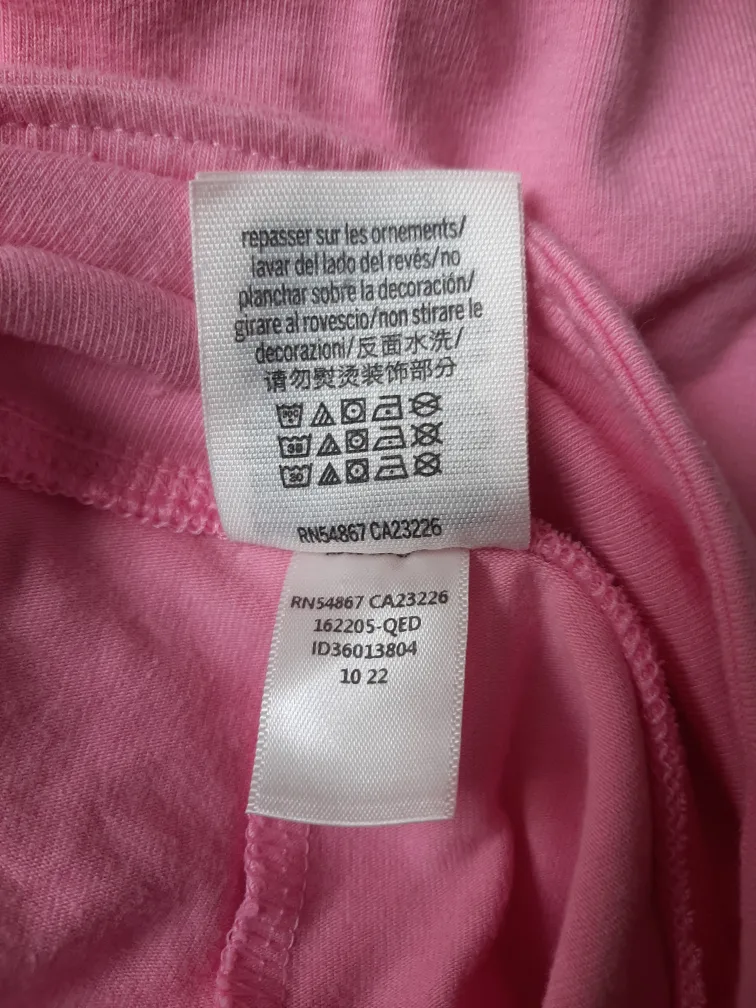 repasser sur les ornements/
lavar del lado del revés/no
planchar sobre la decoración/
girare al rovescio/non stirare le
decorazioni/反面水洗/
请勿熨烫装饰部分
30
30
RN54867 CA23226
RN54867 CA23226
162205-QED
ID36013804
10 22